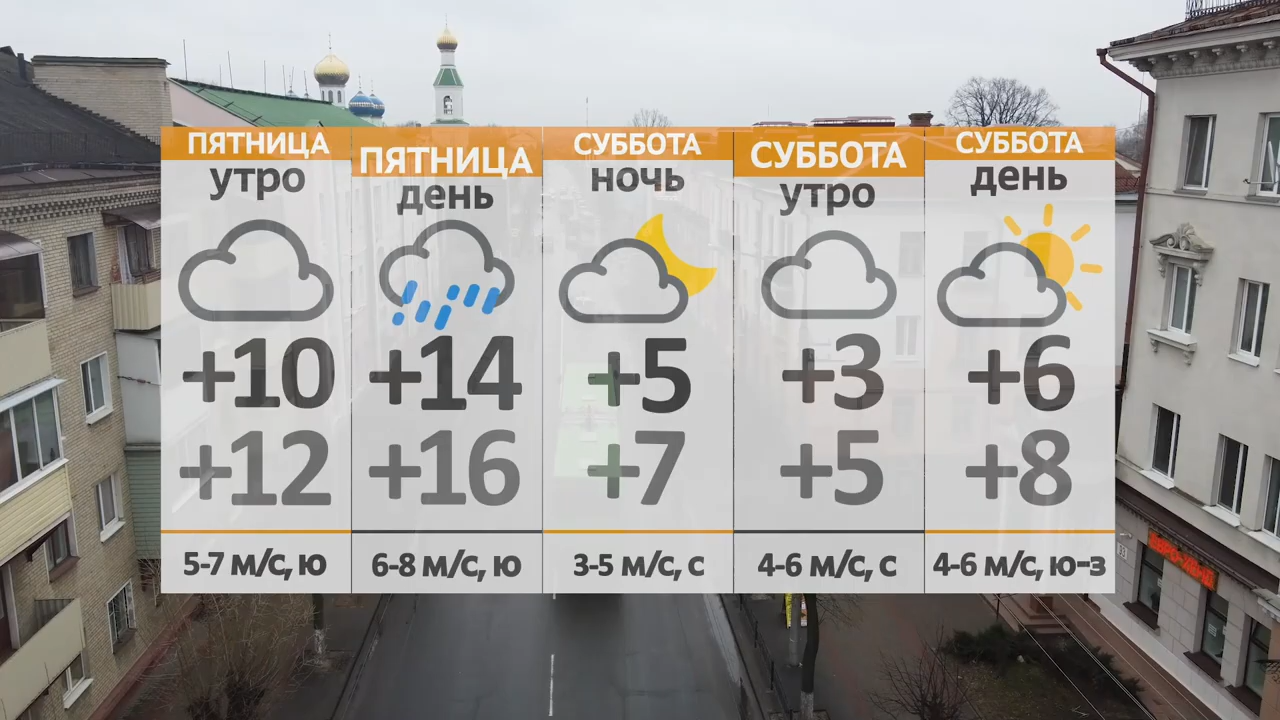 ПЯТНИЦА
утро
+10
+12
5-7 м/с, ю
ПЯТНИЦА
день
+14
+16
6-8 м/с, ю
СУББОТА
ночь
+5
+7
3-5 м/с, с
СУББОТА
утро
+3
+5
4-6 м/с, с
СУББОТА
день
+6
+8
4-6 м/с, ю-з